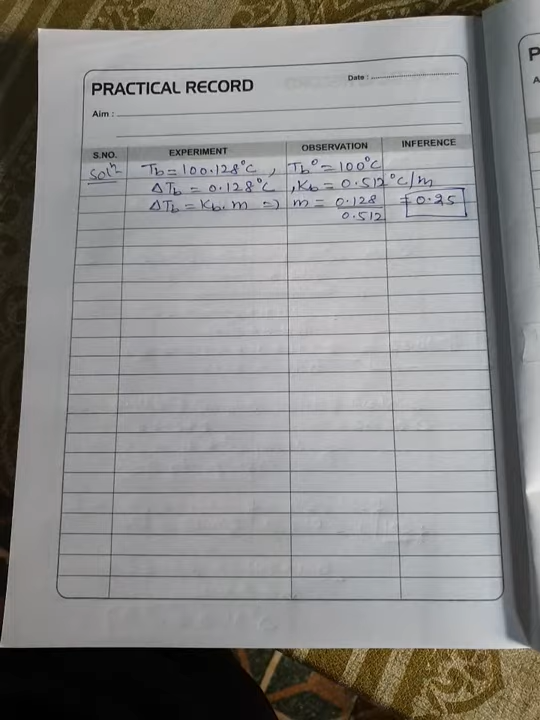 PRACTICAL RECORD
Date :
Aim :
S.NO. EXPERIMENT OBSERVATION INFERENCE
Solⁿ Tb = 100.128°C , Tb° = 100°C
ΔTb = 0.128°C , Kb = 0.512 °C/m
ΔTb = Kb. m => m = 0.128 = 0.25
0.512
P
A